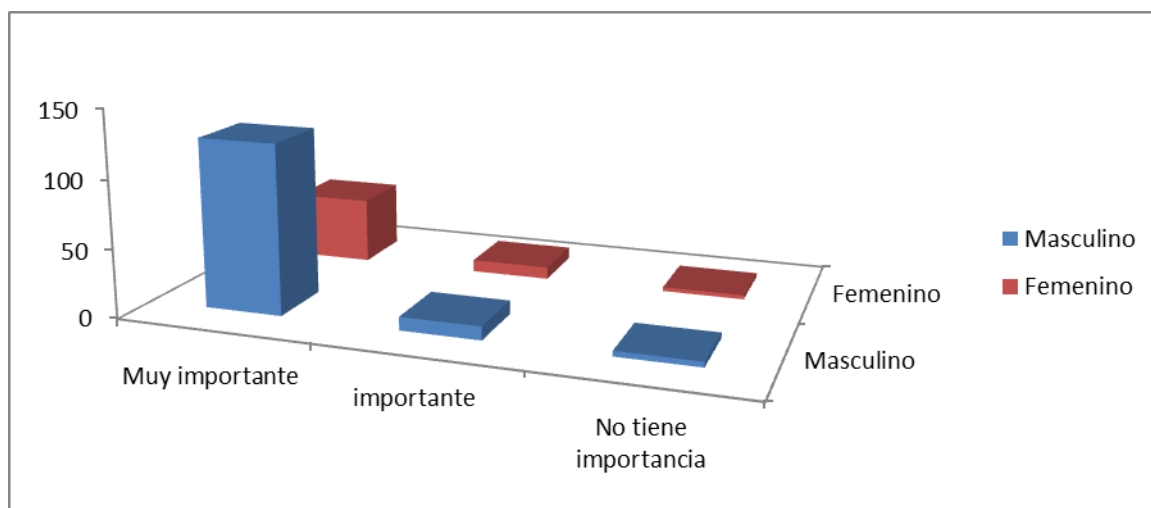 150
100
50
0
Muy importante
importante
No tiene
importancia
Femenino
Masculino
Masculino
Femenino